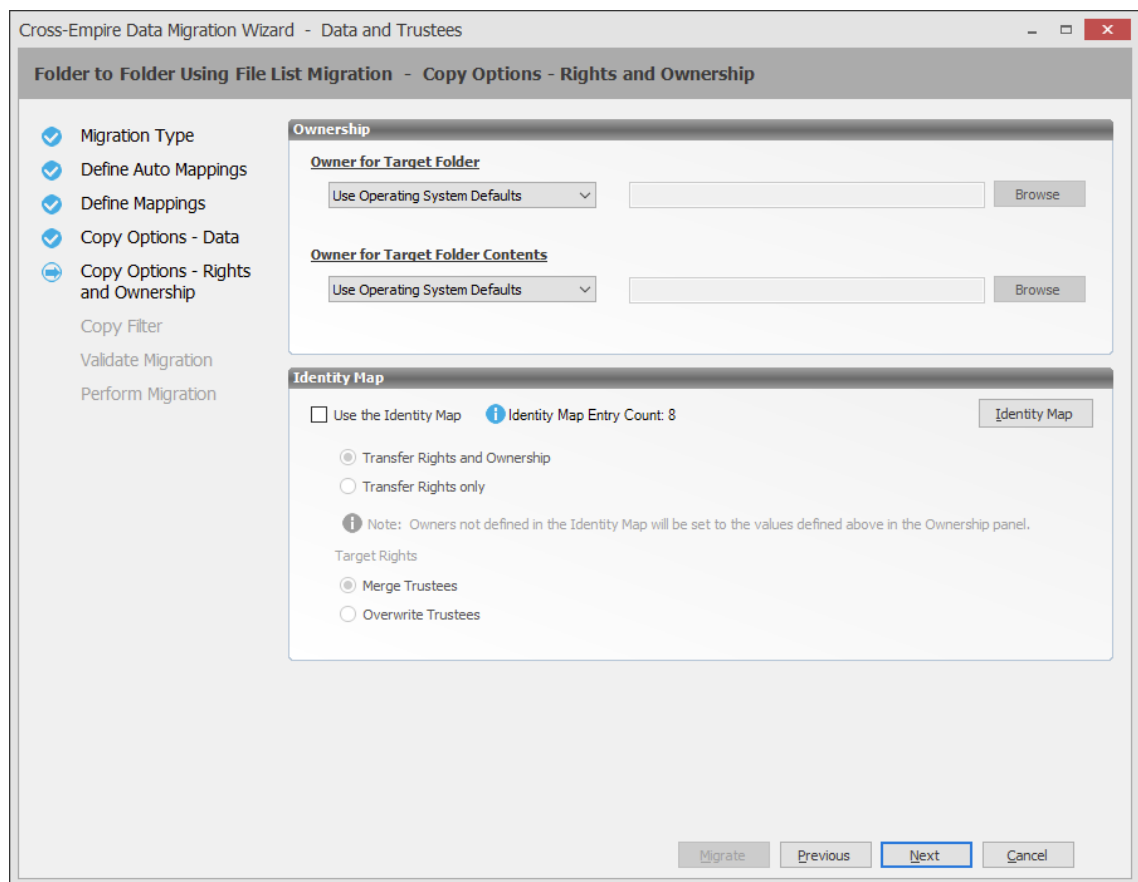 Cross-Empire Data Migration Wizard - Data and Trustees
Folder to Folder Using File List Migration - Copy Options - Rights and Ownership
Migration Type
Define Auto Mappings
Define Mappings
Copy Options - Data
Copy Options - Rights
and Ownership
Copy Filter
Validate Migration
Perform Migration
Ownership
Owner for Target Folder
Use Operating System Defaults
Browse
Owner for Target Folder Contents
Use Operating System Defaults
Browse
Identity Map
Use the Identity Map
Identity Map Entry Count: 8
Identity Map
Transfer Rights and Ownership
Transfer Rights only
Note: Owners not defined in the Identity Map will be set to the values defined above in the Ownership panel.
Target Rights
Merge Trustees
Overwrite Trustees
Migrate
Previous
Next
Cancel